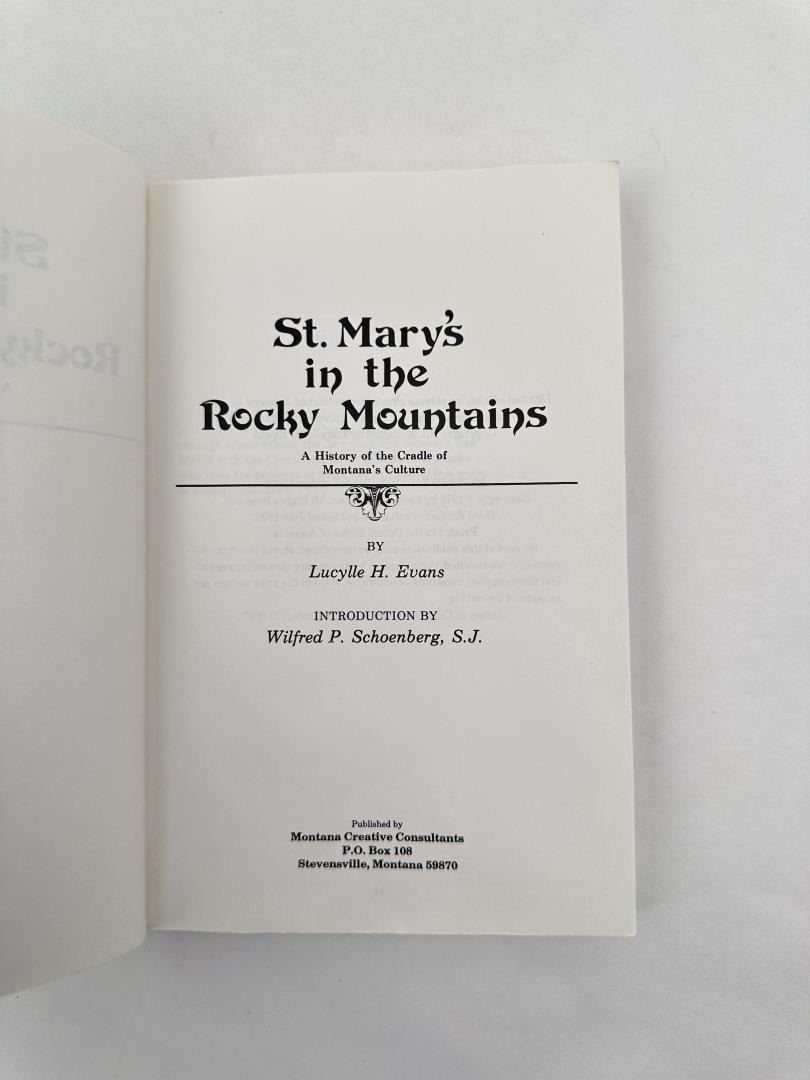 St. Mary's
in the
Rocky Mountains
A History of the Cradle of
Montana's Culture
BY
Lucylle H. Evans
INTRODUCTION BY
Wilfred P. Schoenberg, S.J.
Published by
Montana Creative Consultants
P.O. Box 108
Stevensville, Montana 59870